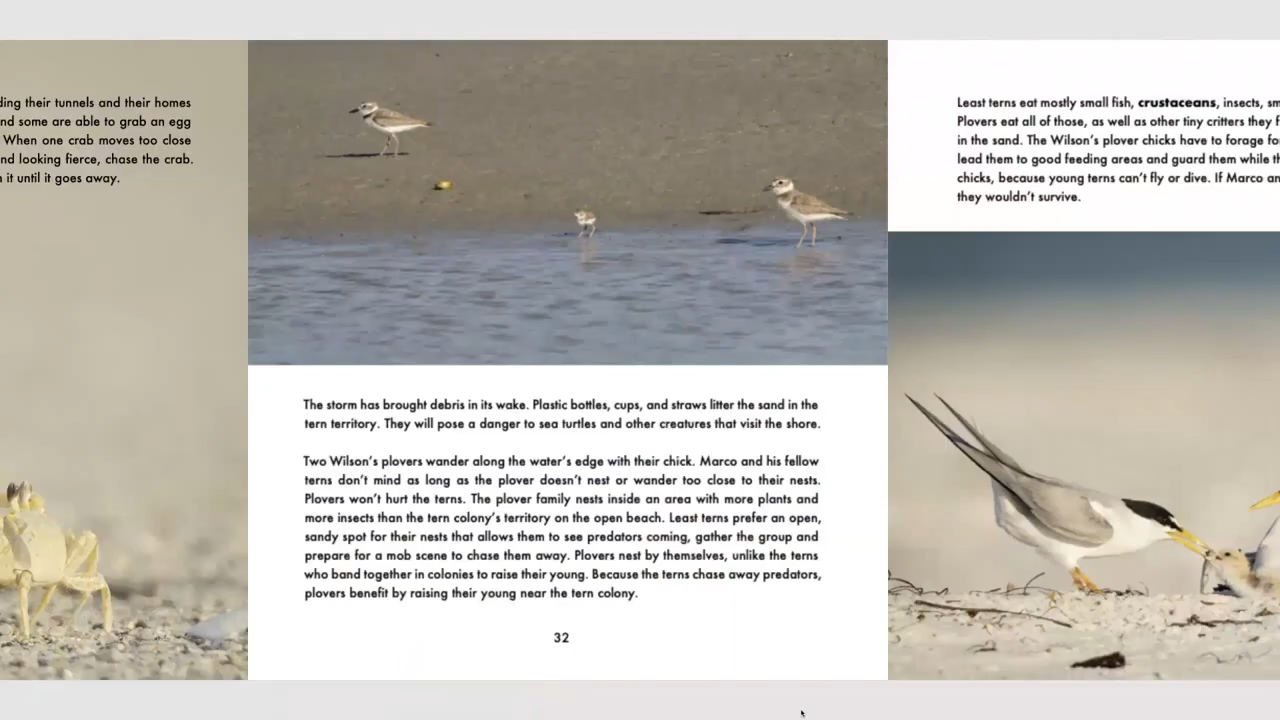 ding their tunnels and their homes
nd some are able to grab an egg
When one crab moves too close
nd looking fierce, chase the crab.
it until it goes away.
The storm has brought debris in its wake. Plastic bottles, cups, and straws litter the sand in the
tern territory. They will pose a danger to sea turtles and other creatures that visit the shore.
Two Wilson's plovers wander along the water's edge with their chick. Marco and his fellow
terns don't mind as long as the plover doesn't nest or wander too close to their nests.
Plovers won't hurt the terns. The plover family nests inside an area with more plants and
more insects than the tern colony's territory on the open beach. Least terns prefer an open,
sandy spot for their nests that allows them to see predators coming, gather the group and
prepare for a mob scene to chase them away. Plovers nest by themselves, unlike the terns
who band together in colonies to raise their young. Because the terns chase away predators,
plovers benefit by raising their young near the tern colony.
32
Least terns eat mostly small fish, crustaceans, insects, sm
Plovers eat all of those, as well as other tiny critters they f
in the sand. The Wilson's plover chicks have to forage fo
lead them to good feeding areas and guard them while th
chicks, because young terns can't fly or dive. If Marco an
they wouldn't survive.